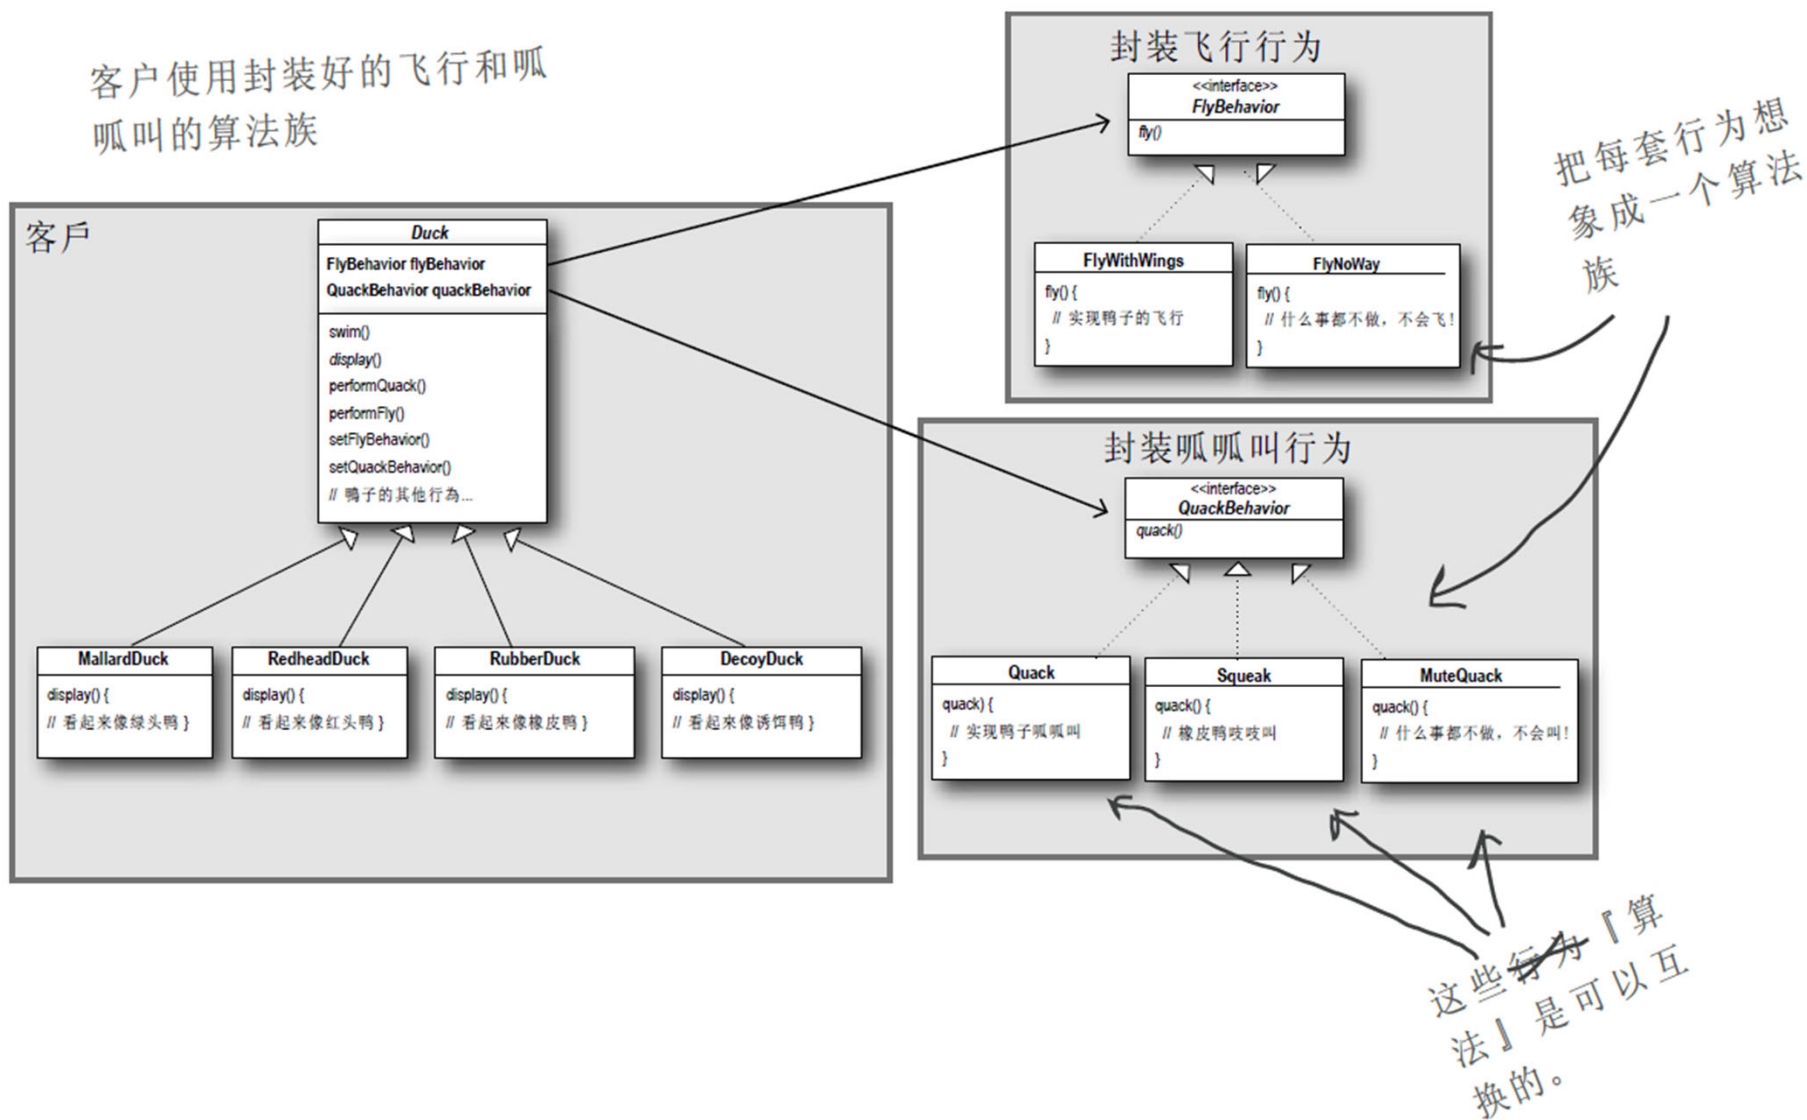 客户使用封装好的飞行和呱
呱叫的算法族
客戶
Duck
FlyBehavior flyBehavior
QuackBehavior quackBehavior
swim()
display()
performQuack()
performFly()
setFlyBehavior()
setQuackBehavior()
// 鴨子的其他行為...
MallardDuck
display() {
// 看起来像绿头鸭 }
RedheadDuck
display() {
// 看起来像红头鸭 }
RubberDuck
display() {
// 看起來像橡皮鸭 }
DecoyDuck
display() {
// 看起來像诱饵鸭 }
封装飞行行为
<<interface>>
FlyBehavior
fly()
FlyWithWings
fly() {
// 实现鸭子的飞行
}
FlyNoWay
fly() {
// 什么事都不做，不会飞！
}
把每套行为想
象成一个算法
族
封装呱呱叫行为
<<interface>>
QuackBehavior
quack()
Quack
quack) {
// 实现鸭子呱呱叫
}
Squeak
quack() {
// 橡皮鸭吱吱叫
}
MuteQuack
quack() {
// 什么事都不做，不会叫！
}
这些行为『算
法』是可以互
换的。